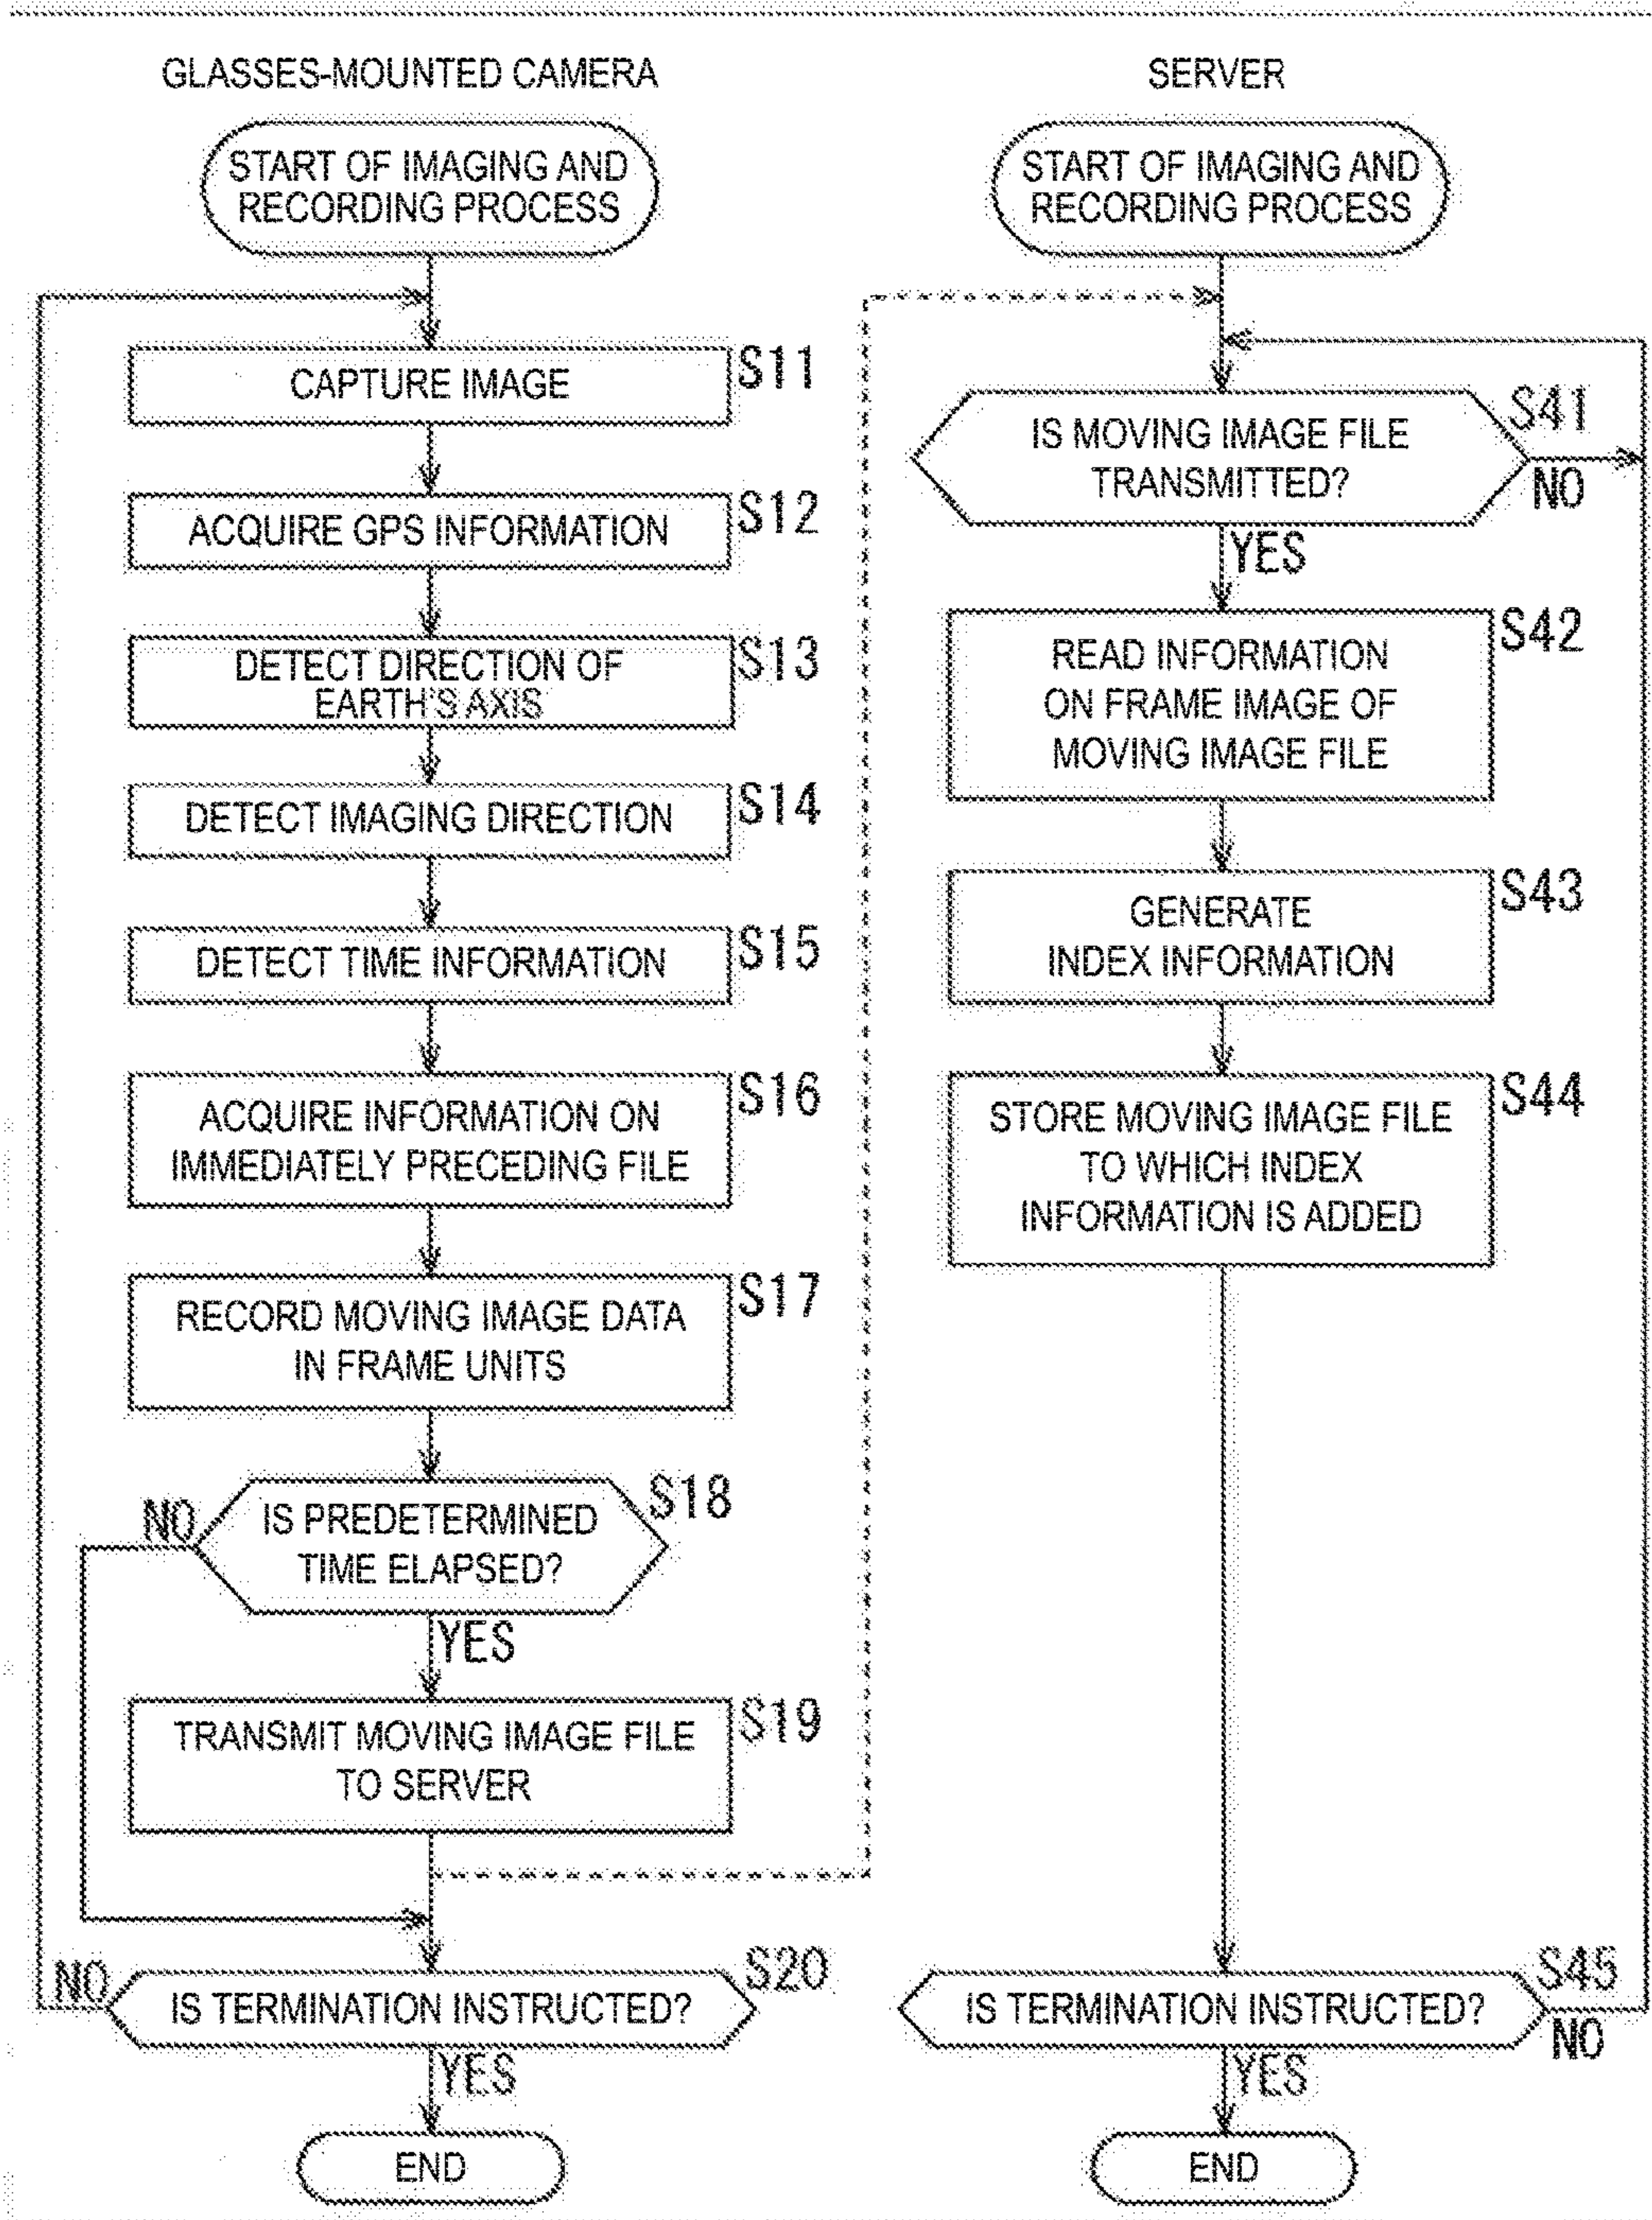 GLASSES-MOUNTED CAMERA
START OF IMAGING AND
RECORDING PROCESS
CAPTURE IMAGE
S11
ACQUIRE GPS INFORMATION
S12
DETECT DIRECTION OF
EARTH'S AXIS
S13
DETECT IMAGING DIRECTION
S14
DETECT TIME INFORMATION
S15
ACQUIRE INFORMATION ON
IMMEDIATELY PRECEDING FILE
S16
RECORD MOVING IMAGE DATA
IN FRAME UNITS
S17
IS PREDETERMINED
TIME ELAPSED?
S18
NO
YES
TRANSMIT MOVING IMAGE FILE
TO SERVER
S19
IS TERMINATION INSTRUCTED?
S20
NO
YES
END
SERVER
START OF IMAGING AND
RECORDING PROCESS
IS MOVING IMAGE FILE
TRANSMITTED?
S41
NO
YES
READ INFORMATION
ON FRAME IMAGE OF
MOVING IMAGE FILE
S42
GENERATE
INDEX INFORMATION
S43
STORE MOVING IMAGE FILE
TO WHICH INDEX
INFORMATION IS ADDED
S44
IS TERMINATION INSTRUCTED?
S45
NO
YES
END